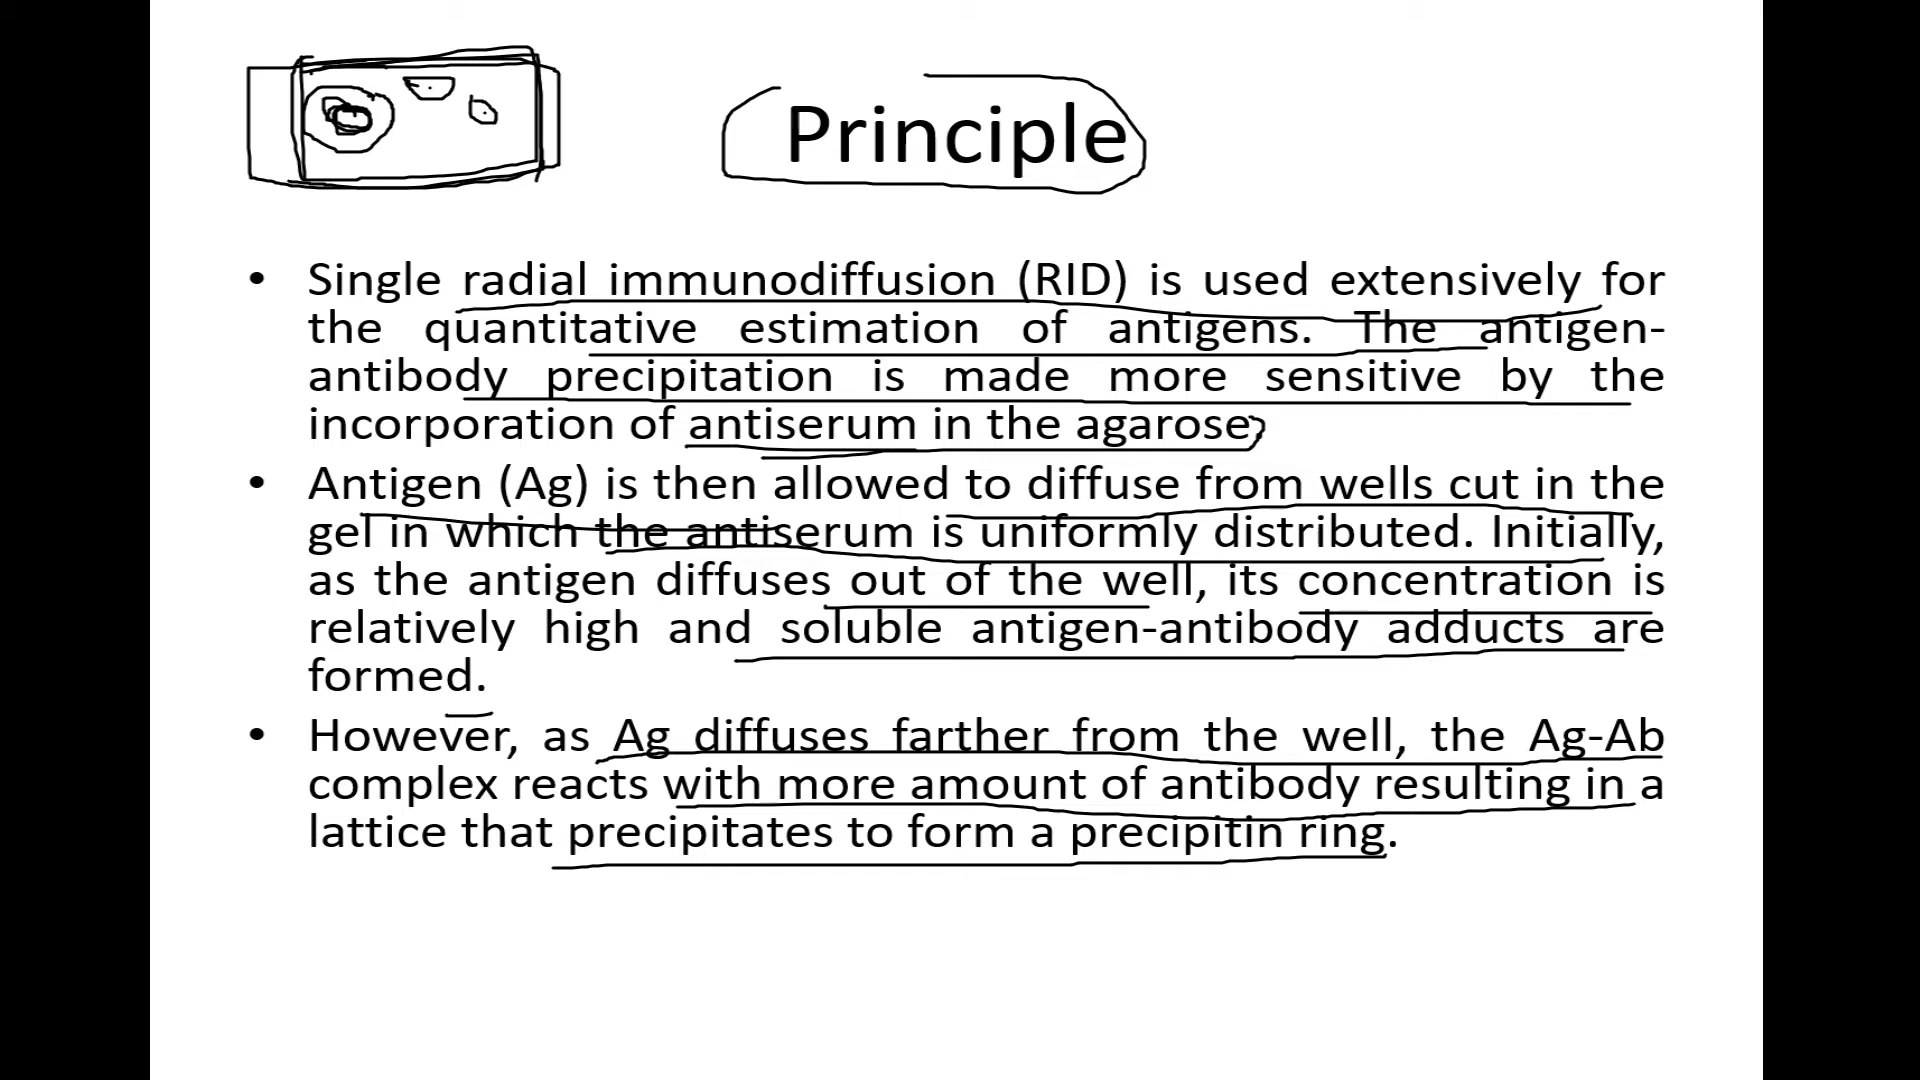 Principle
• Single radial immunodiffusion (RID) is used extensively for
the quantitative estimation of antigens. The antigen-
antibody precipitation is made more sensitive by the
incorporation of antiserum in the agarose
• Antigen (Ag) is then allowed to diffuse from wells cut in the
gel in which the antiserum is uniformly distributed. Initially,
as the antigen diffuses out of the well, its concentration is
relatively high and soluble antigen-antibody adducts are
formed.
• However, as Ag diffuses farther from the well, the Ag-Ab
complex reacts with more amount of antibody resulting in a
lattice that precipitates to form a precipitin ring.